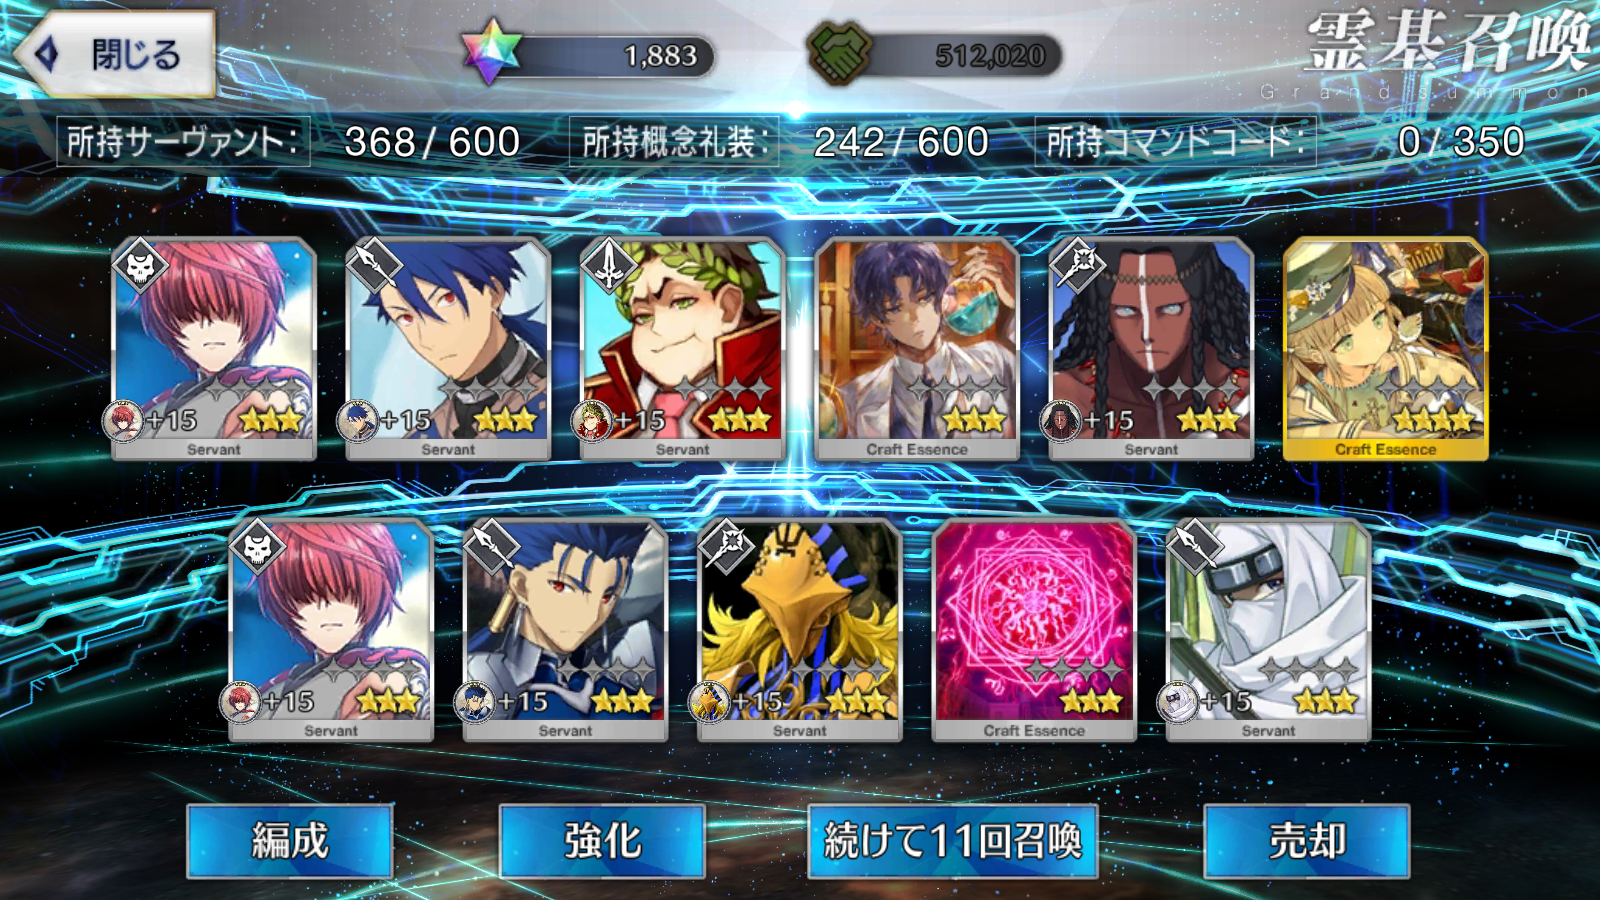 閉じる
1,883
512,020
霊基召喚
Grand summon
所持サーヴァント: 368 / 600
所持概念礼装: 242 / 600
所持コマンドコード: 0 / 350
+15
+15
+15
+15
Servant
Servant
Servant
Craft Essence
Servant
Craft Essence
+15
+15
+15
+15
Servant
Servant
Servant
Craft Essence
Servant
編成
強化
続けて11回召喚
売却